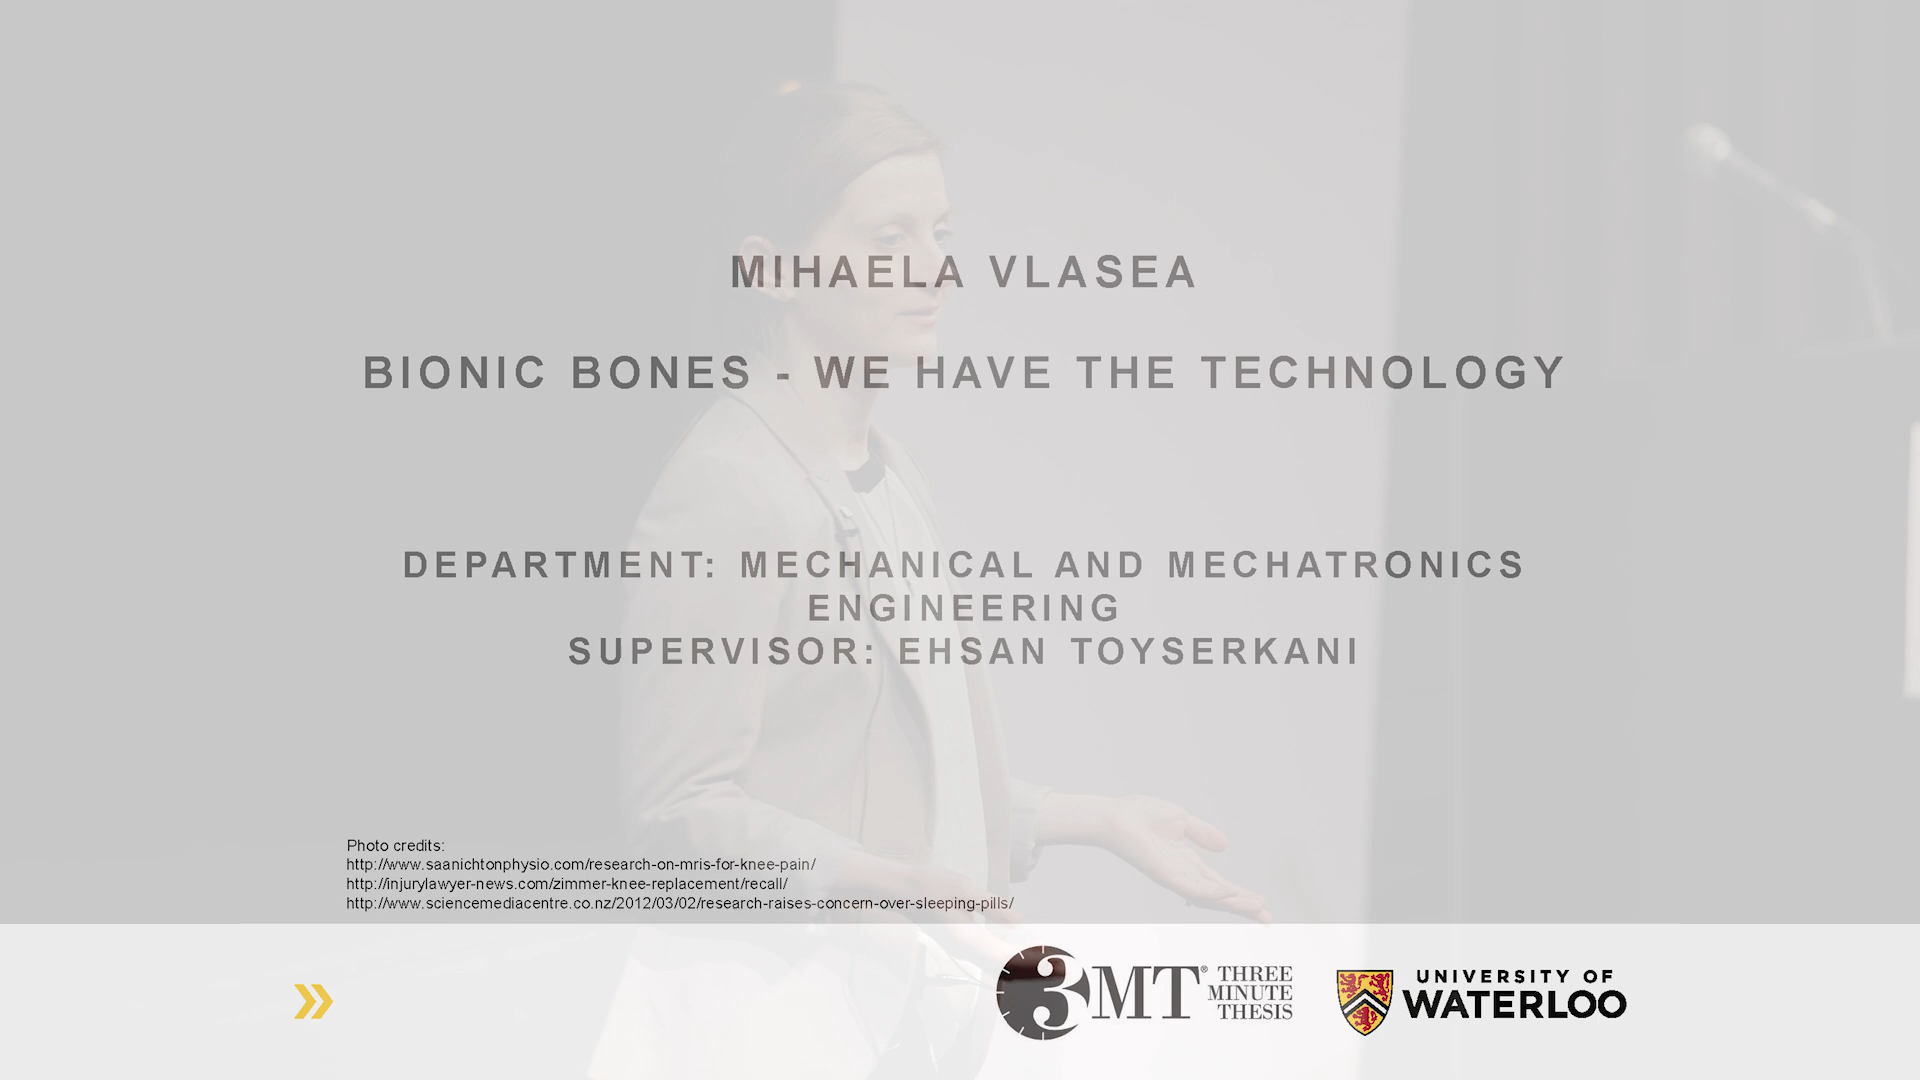 MIHAELA VLASEA
BIONIC BONES - WE HAVE THE TECHNOLOGY
DEPARTMENT: MECHANICAL AND MECHATRONICS
ENGINEERING
SUPERVISOR: EHSAN TOYSERKANI
Photo credits:
http://www.saanichtonphysio.com/research-on-mris-for-knee-pain/
http://injurylawyer-news.com/zimmer-knee-replacement/recall/
http://www.sciencemediacentre.co.nz/2012/03/02/research-raises-concern-over-sleeping-pills/
3MT® THREE
MINUTE
THESIS
UNIVERSITY OF
WATERLOO